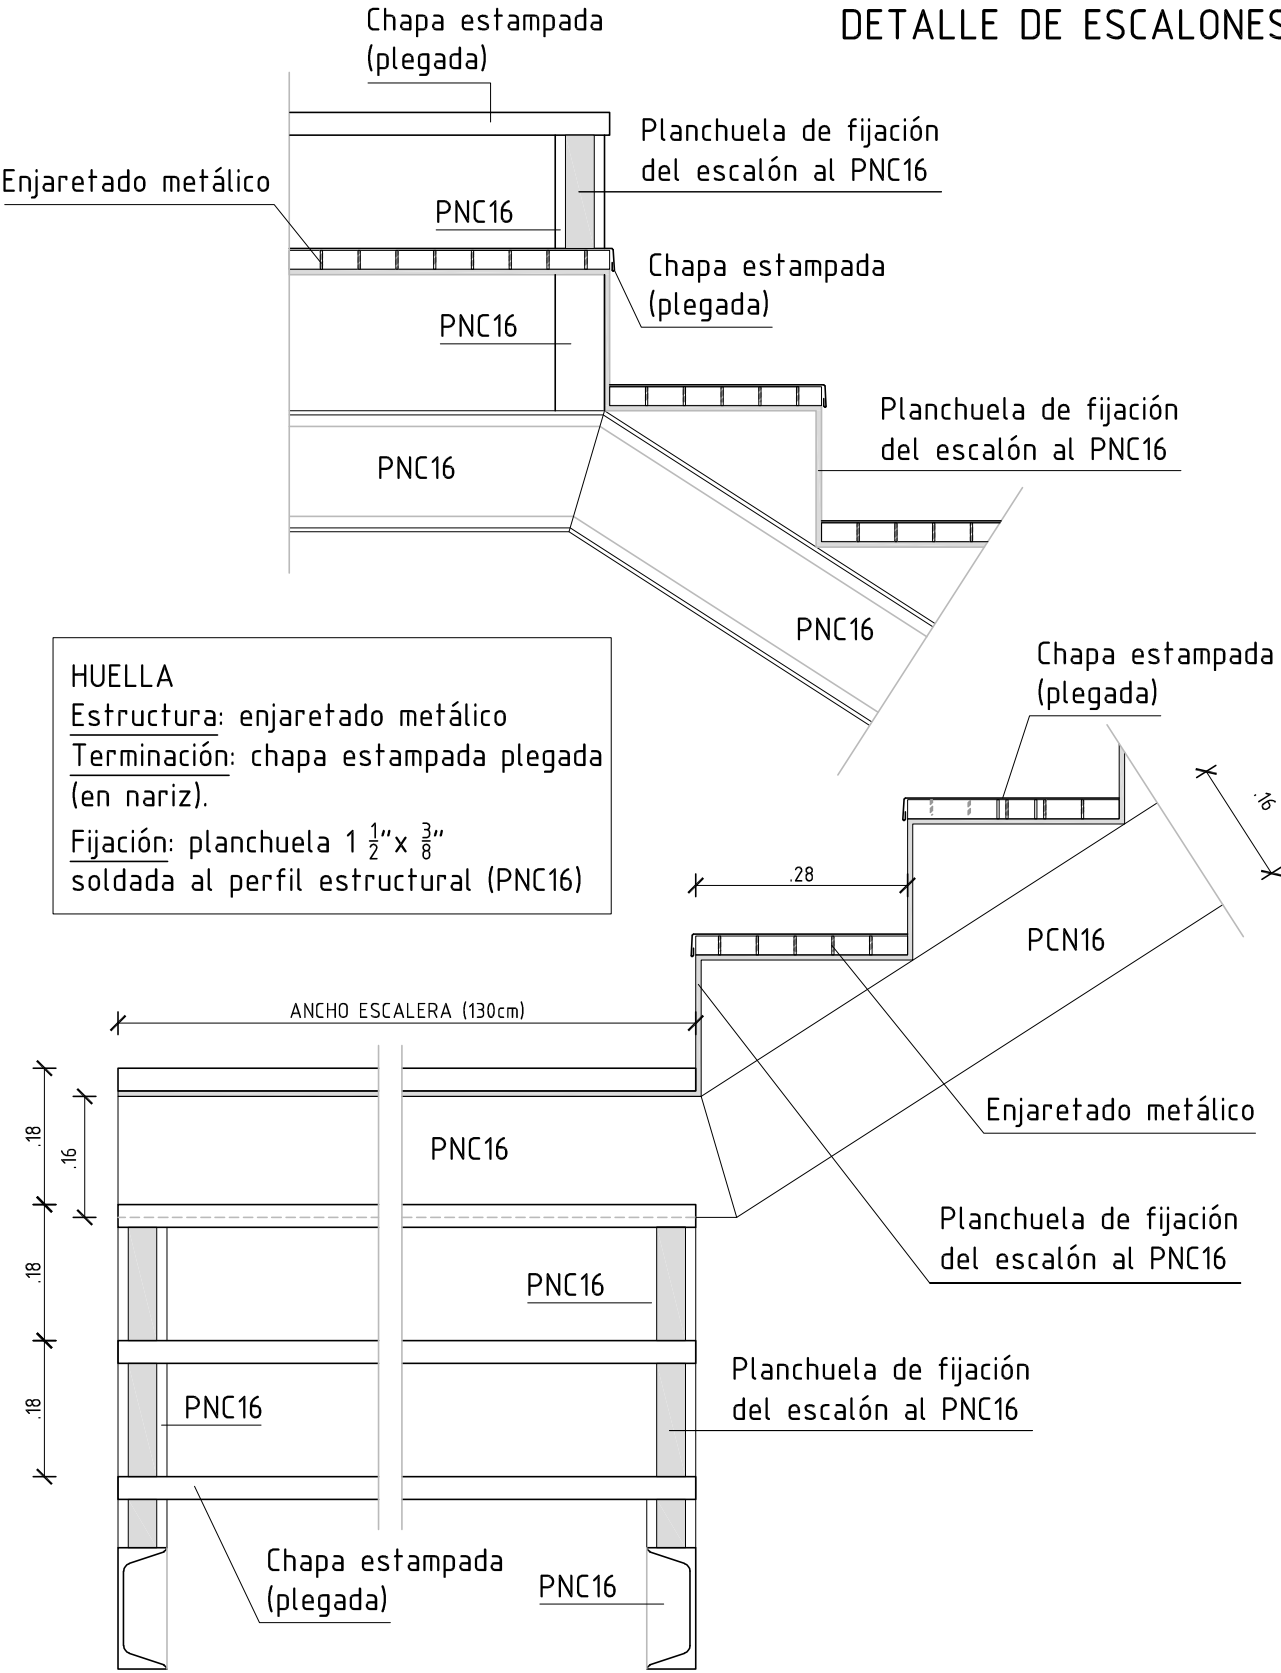 DETALLE DE ESCALONES
Chapa estampada
(plegada)
Planchuela de fijación
del escalón al PNC16
Enjaretado metálico
PNC16
Chapa estampada
(plegada)
PNC16
Planchuela de fijación
del escalón al PNC16
PNC16
PNC16
HUELLA
Estructura: enjaretado metálico
Terminación: chapa estampada plegada
(en nariz).
Fijación: planchuela 1 1/2"x 3/8"
soldada al perfil estructural (PNC16)
Chapa estampada
(plegada)
.16
.28
PCN16
ANCHO ESCALERA (130cm)
Enjaretado metálico
.18
.16
PNC16
Planchuela de fijación
del escalón al PNC16
.18
PNC16
Planchuela de fijación
del escalón al PNC16
.18
PNC16
Chapa estampada
(plegada)
PNC16